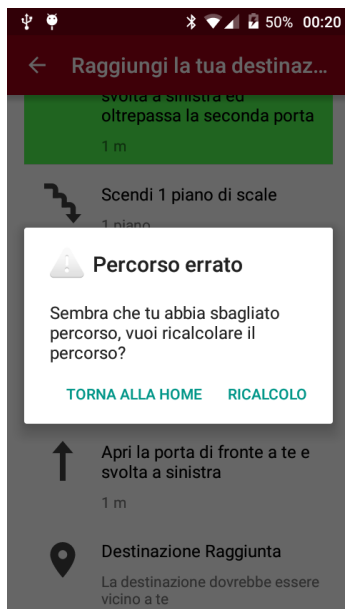 50% 00:20
Raggiungi la tua destinaz...
svolta a sinistra ed
oltrepassa la seconda porta
1 m
Scendi 1 piano di scale
1 piano
Percorso errato
Sembra che tu abbia sbagliato
percorso, vuoi ricalcolare il
percorso?
TORNA ALLA HOME RICALCOLO
Apri la porta di fronte a te e
svolta a sinistra
1 m
Destinazione Raggiunta
La destinazione dovrebbe essere
vicino a te